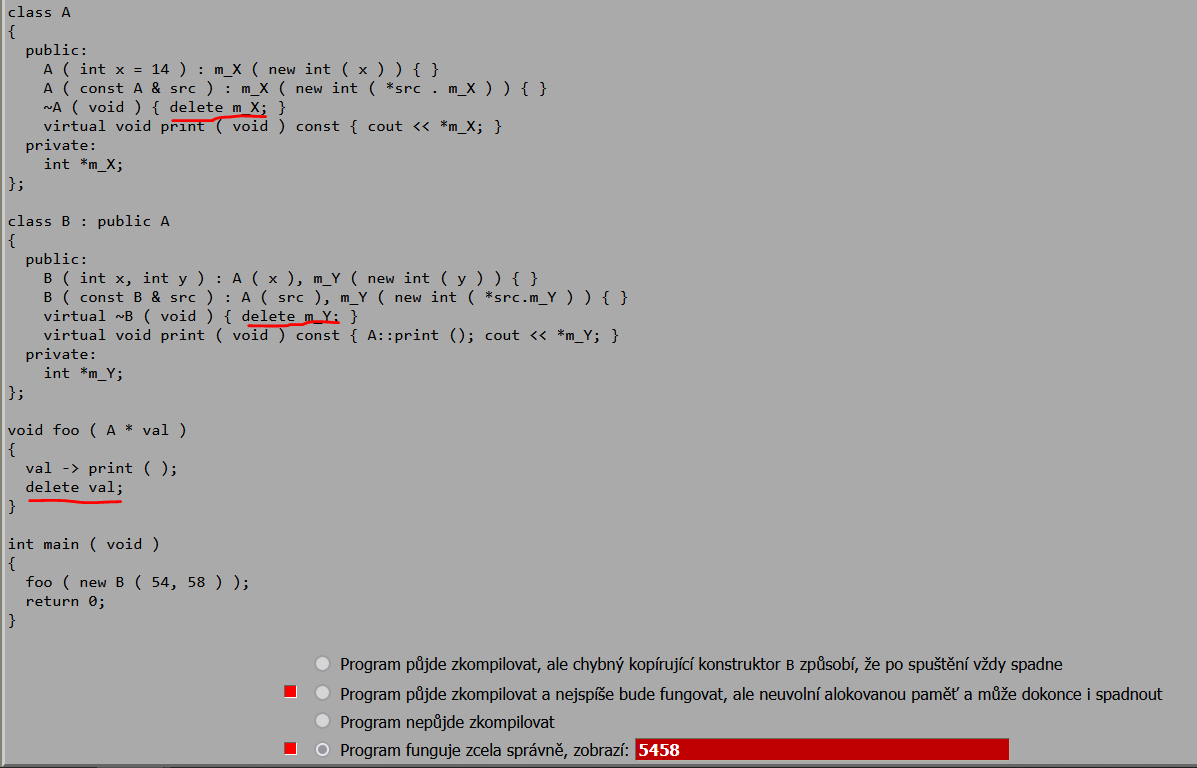 class A
{
  public:
    A ( int x = 14 ) : m_X ( new int ( x ) ) { }
    A ( const A & src ) : m_X ( new int ( *src . m_X ) ) { }
    ~A ( void ) { delete m_X; }
    virtual void print ( void ) const { cout << *m_X; }
  private:
    int *m_X;
};

class B : public A
{
  public:
    B ( int x, int y ) : A ( x ), m_Y ( new int ( y ) ) { }
    B ( const B & src ) : A ( src ), m_Y ( new int ( *src.m_Y ) ) { }
    virtual ~B ( void ) { delete m_Y; }
    virtual void print ( void ) const { A::print (); cout << *m_Y; }
  private:
    int *m_Y;
};

void foo ( A * val )
{
  val -> print ( );
  delete val;
}

int main ( void )
{
  foo ( new B ( 54, 58 ) );
  return 0;
}
Program půjde zkompilovat, ale chybný kopírující konstruktor B způsobí, že po spuštění vždy spadne
Program půjde zkompilovat a nejspíše bude fungovat, ale neuvolní alokovanou paměť a může dokonce i spadnout
Program nepůjde zkompilovat
Program funguje zcela správně, zobrazí: 5458